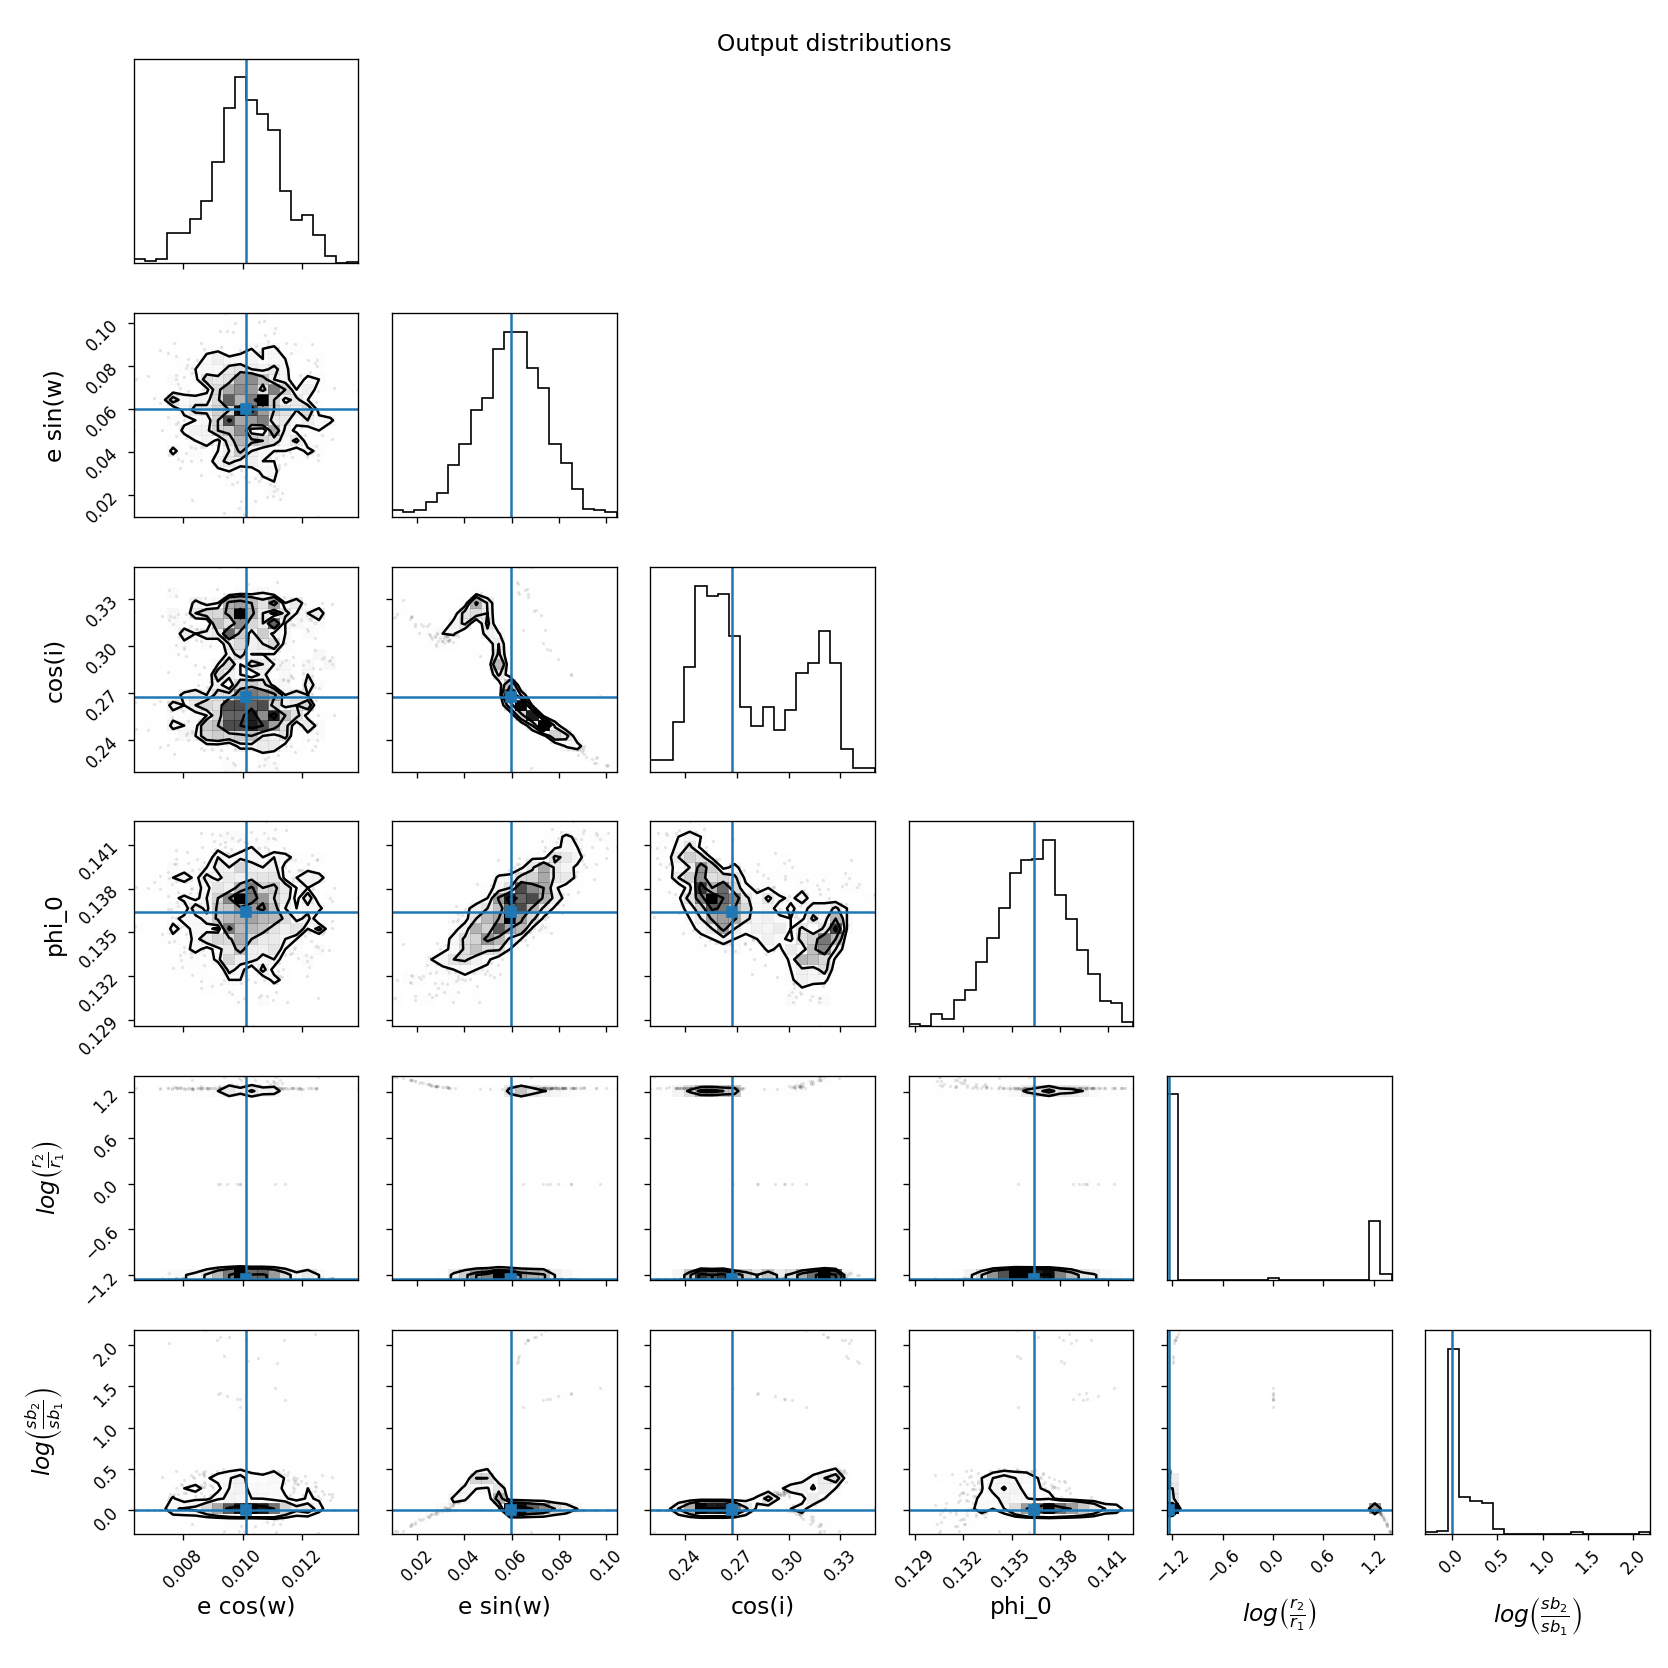 Output distributions
e sin(w)
0.10
0.08
0.06
0.04
0.02
cos(i)
0.33
0.30
0.27
0.24
phi_0
0.141
0.138
0.135
0.132
0.129
log(r₂/r₁)
1.2
0.6
0.0
−0.6
−1.2
log(sb₂/sb₁)
2.0
1.5
1.0
0.5
0.0
0.008 0.010 0.012
0.02 0.04 0.06 0.08 0.10
0.24 0.27 0.30 0.33
0.129 0.132 0.135 0.138 0.141
−1.2 −0.6 0.0 0.6 1.2
0.0 0.5 1.0 1.5 2.0
e cos(w)
e sin(w)
cos(i)
phi_0
log(r₂/r₁)
log(sb₂/sb₁)